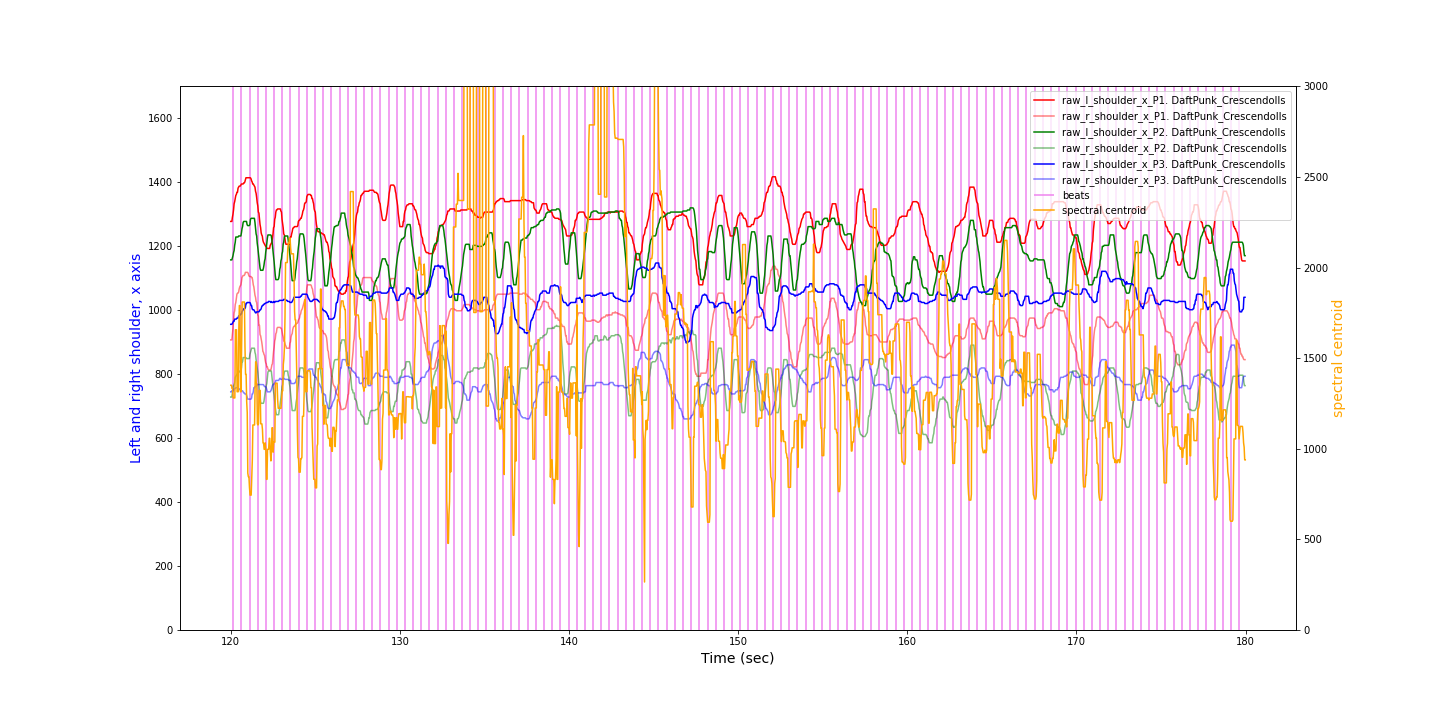 raw_l_shoulder_x_P1. DaftPunk_Crescendolls
raw_r_shoulder_x_P1. DaftPunk_Crescendolls
raw_l_shoulder_x_P2. DaftPunk_Crescendolls
raw_r_shoulder_x_P2. DaftPunk_Crescendolls
raw_l_shoulder_x_P3. DaftPunk_Crescendolls
raw_r_shoulder_x_P3. DaftPunk_Crescendolls
beats
spectral centroid
Left and right shoulder, x axis
1600
1400
1200
1000
800
600
400
200
0
3000
2500
2000
1500
1000
500
0
spectral centroid
120
130
140
150
160
170
180
Time (sec)